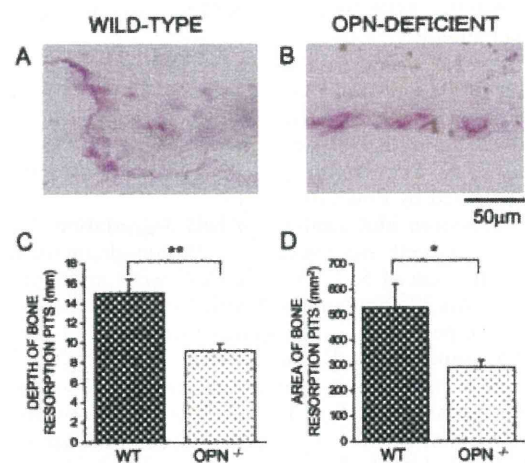 WILD-TYPE
OPN-DEFICIENT
A
B
50μm
C
D
**
*
DEPTH OF BONE
RESORPTION PITS (mm)
18
16
14
12
10
8
6
4
2
0
WT
OPN -/-
AREA OF BONE
RESORPTION PITS (mm²)
700
600
500
400
300
200
100
0
WT
OPN -/-